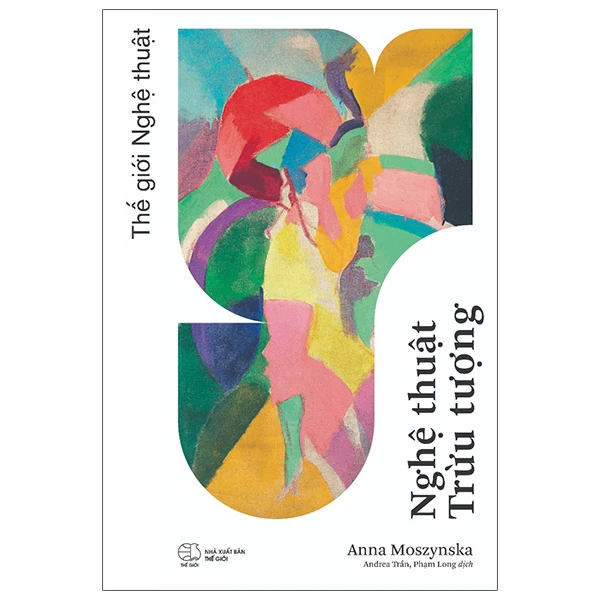 Thế giới Nghệ thuật
Nghệ thuật
Trừu tượng
Anna Moszynska
Andrea Trần, Phạm Long dịch
THẾ GIỚI
NHÀ XUẤT BẢN
THẾ GIỚI